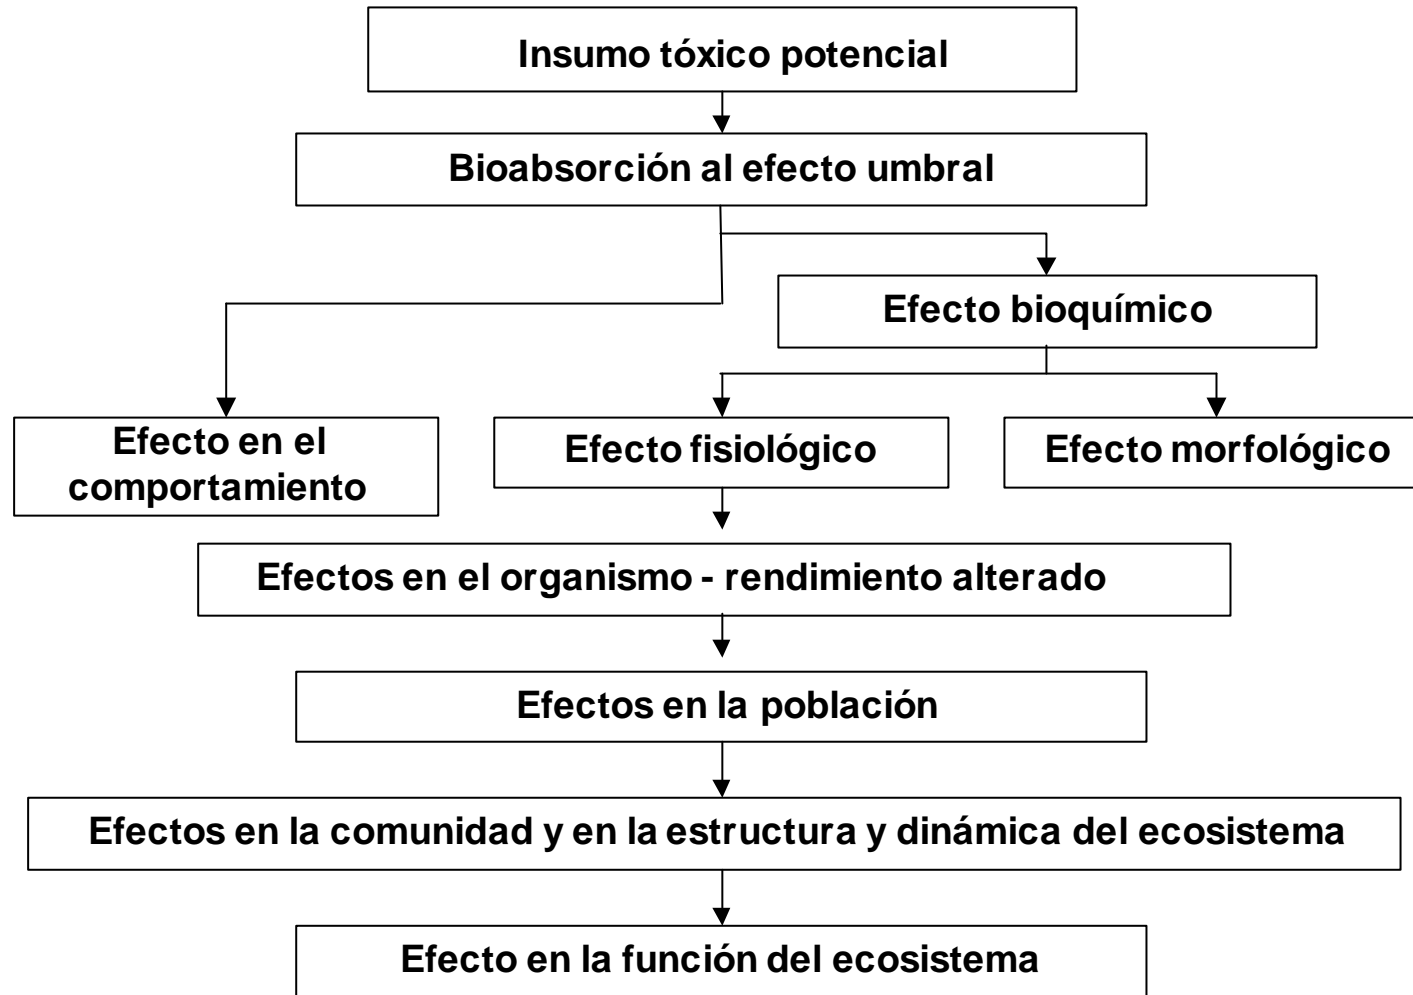 Insumo tóxico potencial
Bioabsorción al efecto umbral
Efecto bioquímico
Efecto en el
comportamiento
Efecto fisiológico
Efecto morfológico
Efectos en el organismo - rendimiento alterado
Efectos en la población
Efectos en la comunidad y en la estructura y dinámica del ecosistema
Efecto en la función del ecosistema